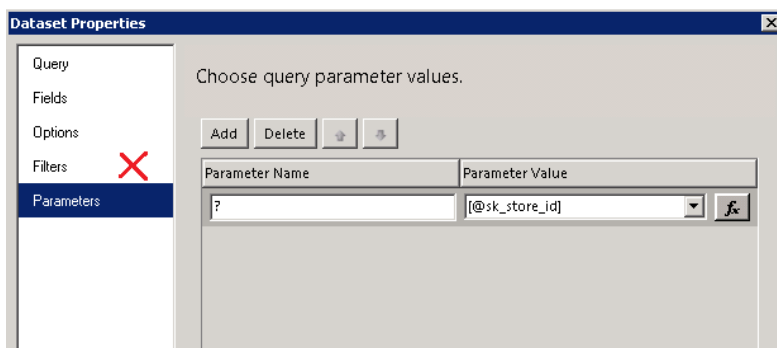 Dataset Properties
Query
Fields
Options
Filters
Parameters
Choose query parameter values.
Add Delete
Parameter Name Parameter Value
? [@sk_store_id] fx